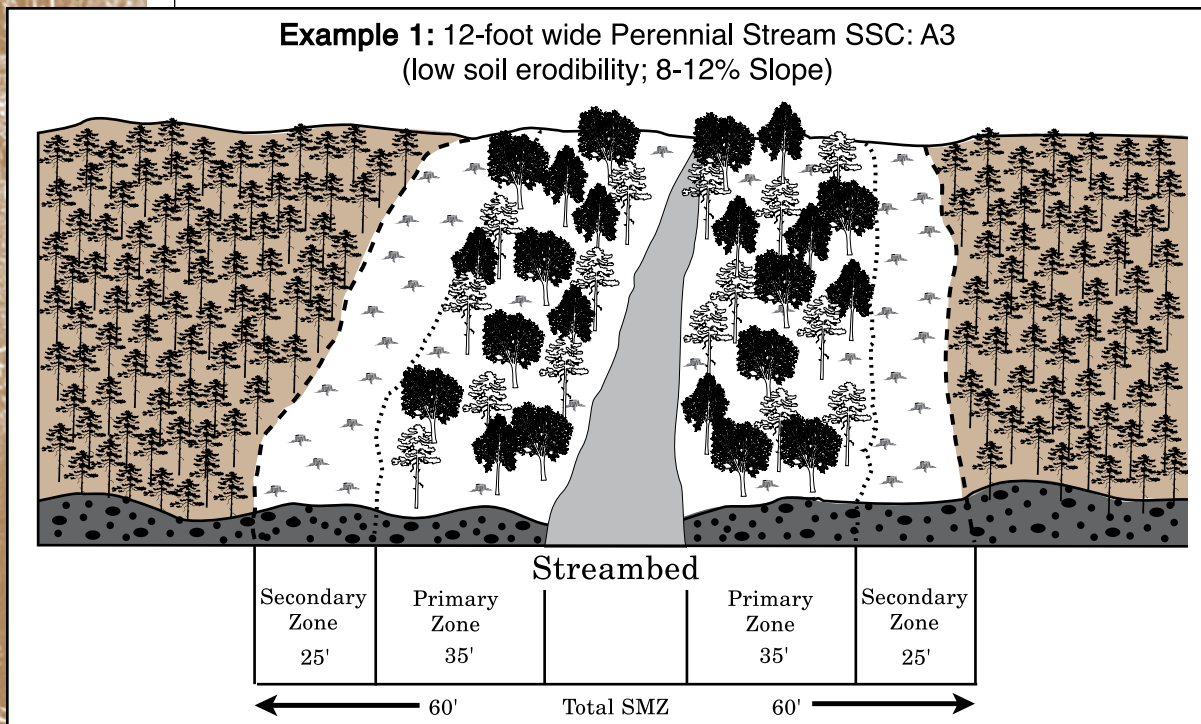 Example 1: 12-foot wide Perennial Stream SSC: A3
(low soil erodibility; 8-12% Slope)
Streambed
Secondary
Zone
25'
Primary
Zone
35'
Primary
Zone
35'
Secondary
Zone
25'
60' Total SMZ 60'